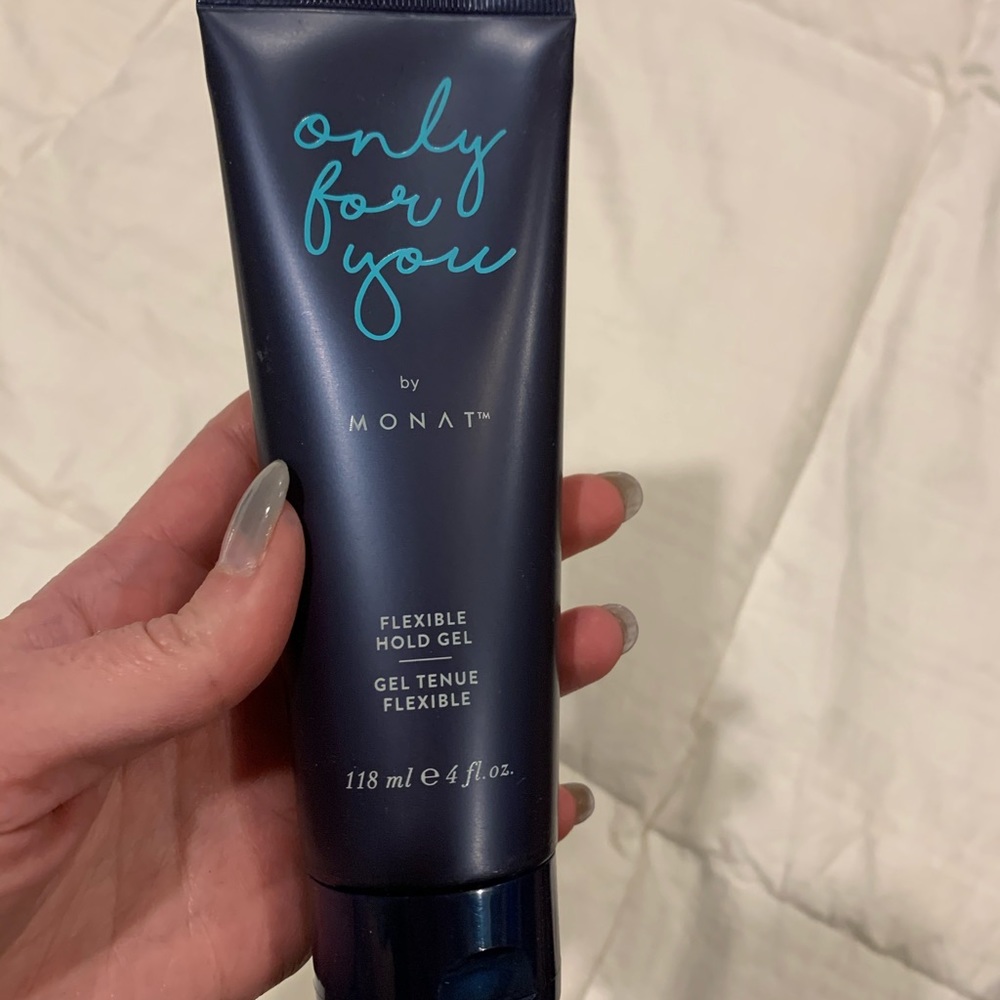 only
for
you
by
MONAT™
FLEXIBLE
HOLD GEL
GEL TENUE
FLEXIBLE
118 ml ℮ 4 fl.oz.